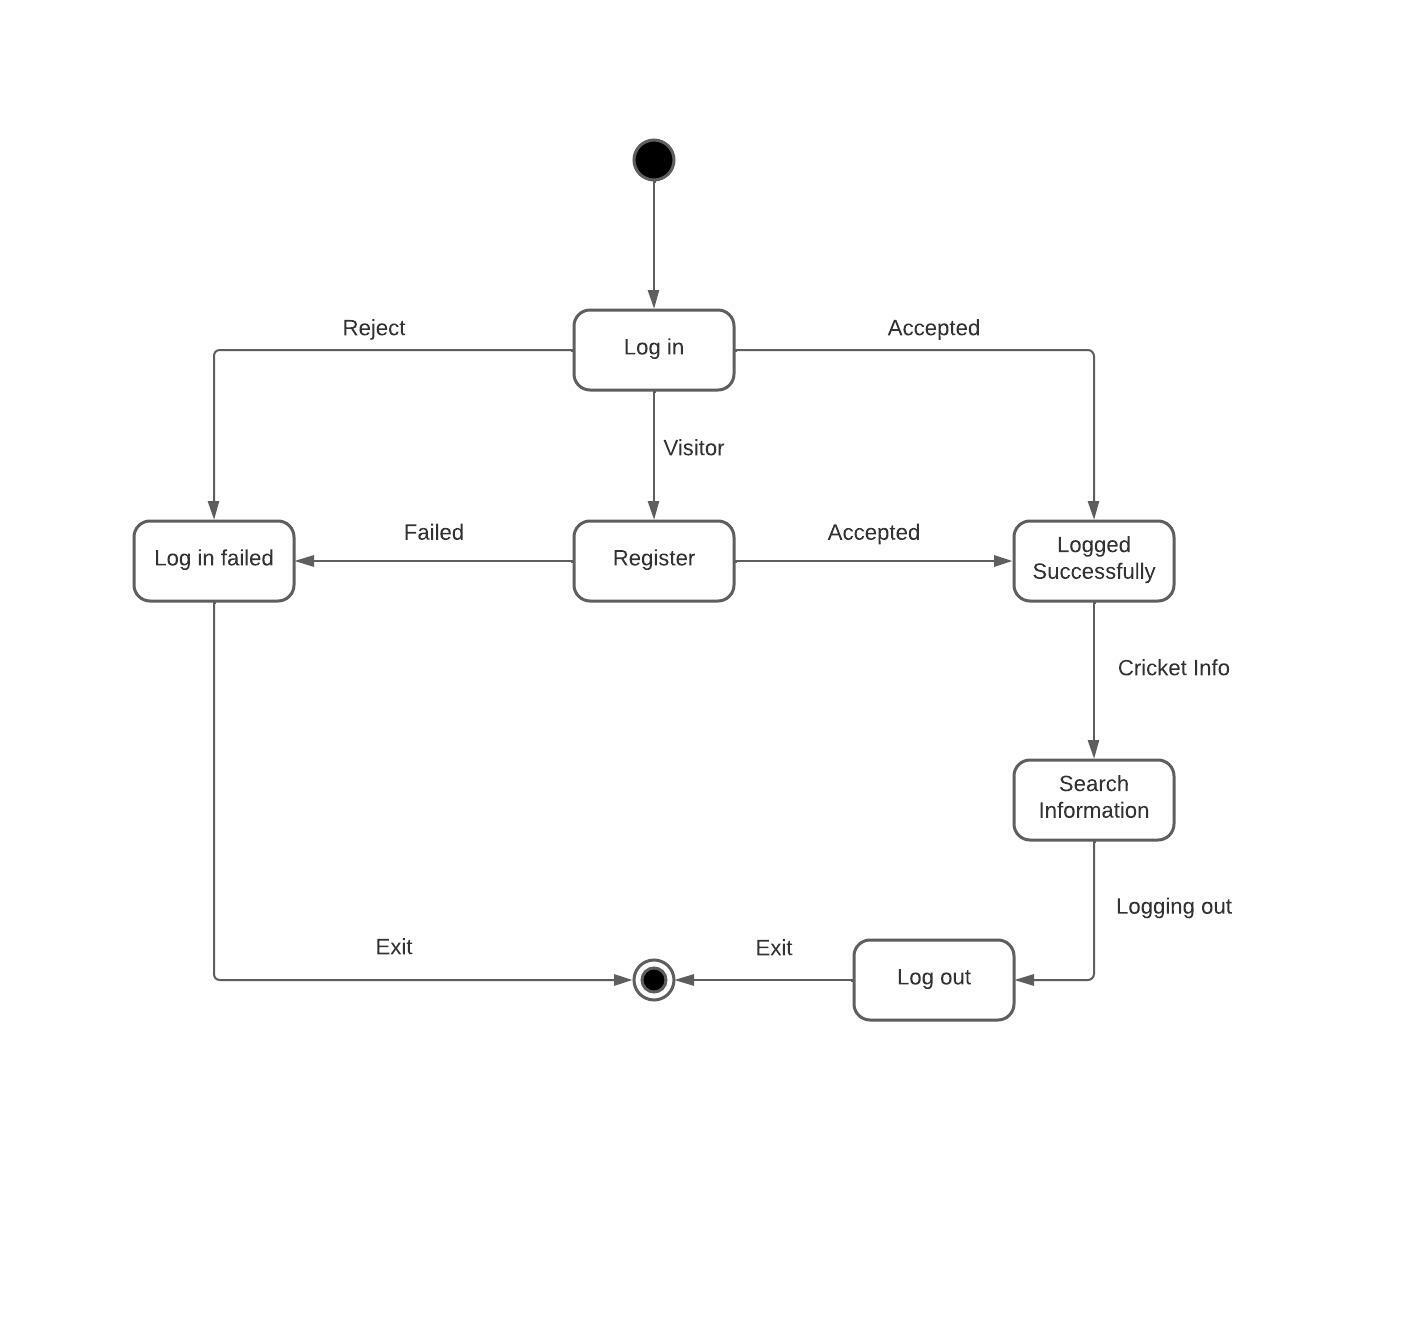 Reject
Log in
Accepted
Visitor
Log in failed
Failed
Register
Accepted
Logged
Successfully
Cricket Info
Search
Information
Logging out
Exit
Exit
Log out